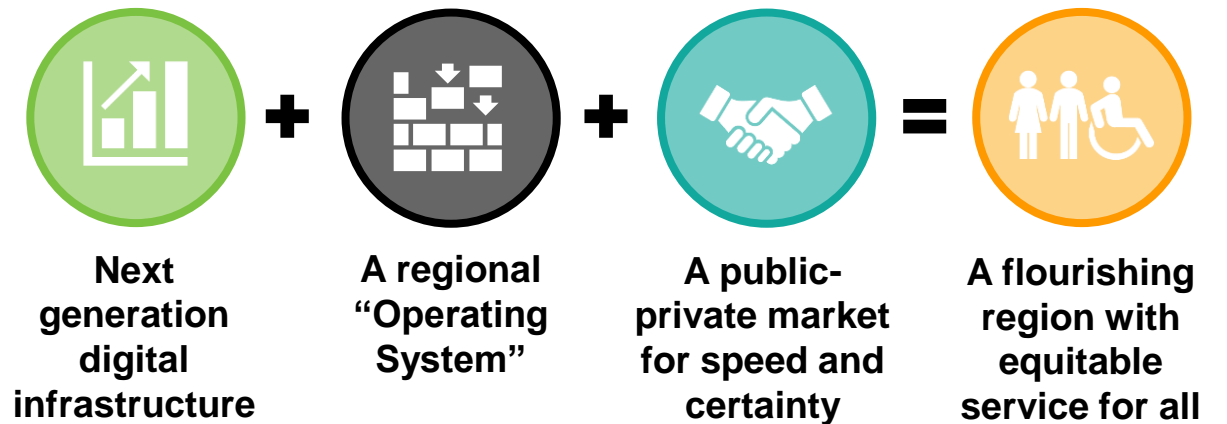 Next
generation
digital
infrastructure
A regional
“Operating
System”
A public-
private market
for speed and
certainty
A flourishing
region with
equitable
service for all